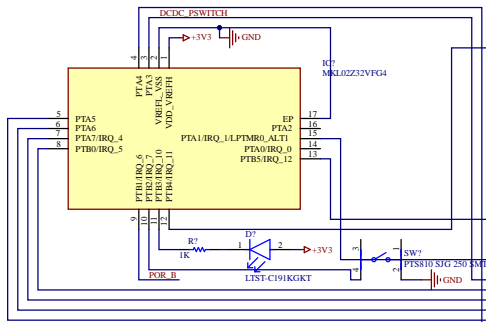 DCDC_PSWITCH
+3V3
GND
4
3
2
1
PTA4
PTA3
VREFL_VSS
VDD_VREFH
IC?
MKL02Z32VFG4
5
PTA5
6
PTA6
7
PTA7/IRQ_4
8
PTB0/IRQ_5
EP
17
PTA2
16
PTA1/IRQ_1/LPTMR0_ALT1
15
PTA0/IRQ_0
14
PTB5/IRQ_12
13
PTB1/IRQ_6
PTB2/IRQ_7
PTB3/IRQ_10
PTB4/IRQ_11
9
10
11
12
R?
1K
D?
1
2
+3V3
LTST-C191KGKT
POR_B
3
4
1
2
SW?
PTS810 SJG 250 SMT
GND